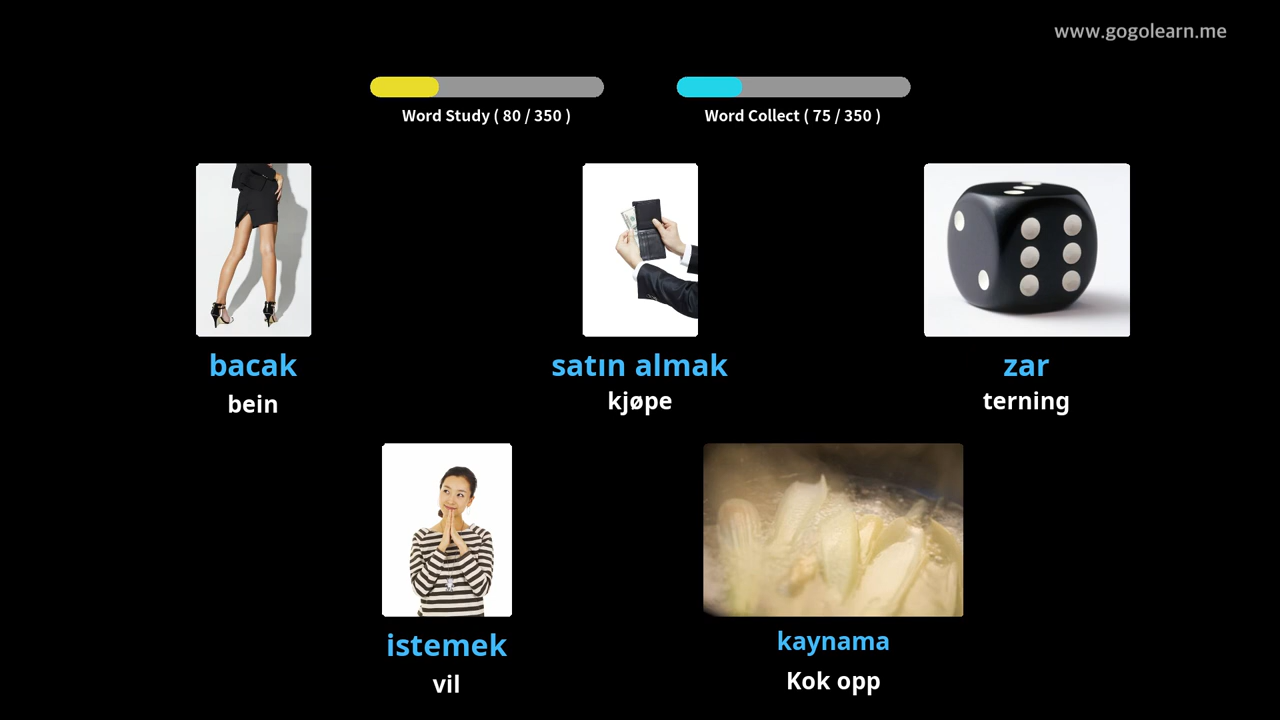 www.gogolearn.me
Word Study ( 80 / 350 )
Word Collect ( 75 / 350 )
bacak
bein
satın almak
kjøpe
zar
terning
istemek
vil
kaynama
Kok opp